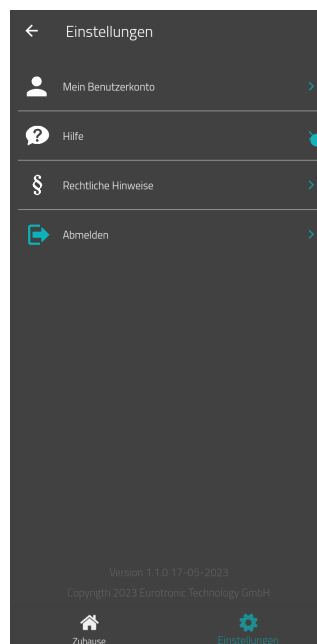 Einstellungen
Mein Benutzerkonto
Hilfe
§ Rechtliche Hinweise
Abmelden
Version 1.1.0 17-05-2023
Copyrigth 2023 Eurotronic Technology GmbH
Zuhause
Einstellungen